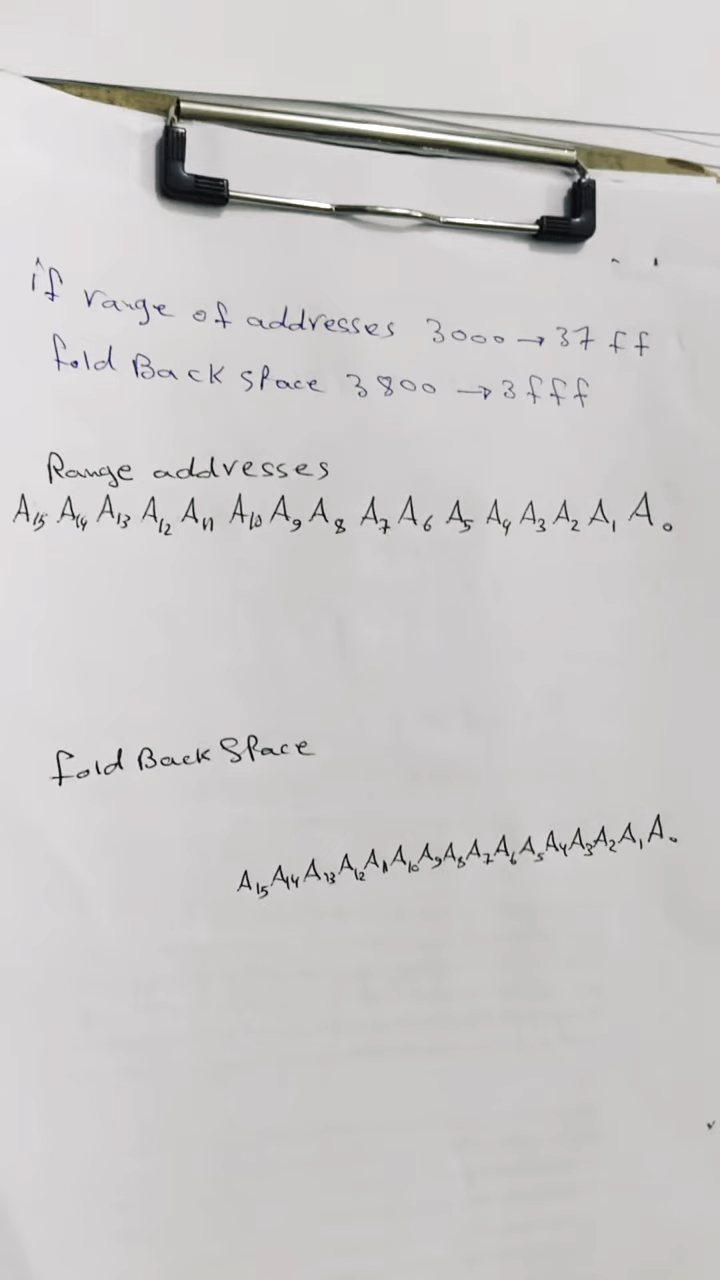 if range of addresses 3000 → 37ff
fold Back space 3800 → 3fff
Range addresses
A15 A14 A13 A12 A11 A10 A9 A8 A7 A6 A5 A4 A3 A2 A1 A0
fold Back Space
A15 A14 A13 A12 A11 A10 A9 A8 A7 A6 A5 A4 A3 A2 A1 A0